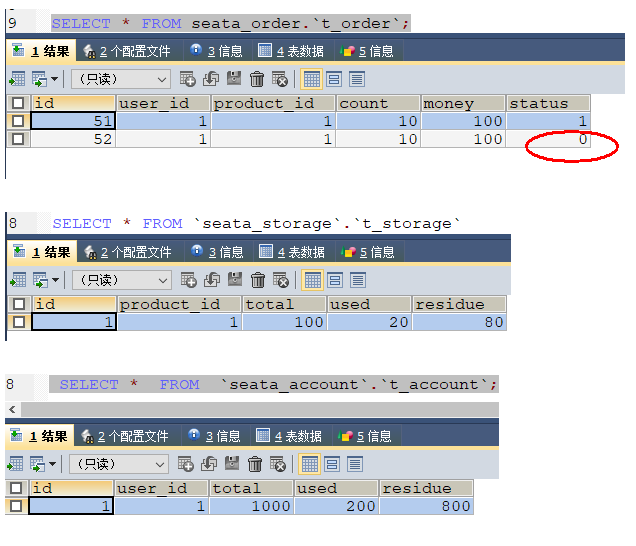 9 SELECT * FROM seata_order.`t_order`;
1 结果 2 个配置文件 3 信息 4 表数据 5 信息
（只读）
id user_id product_id count money status
51 1 1 10 100 1
52 1 1 10 100 0
8 SELECT * FROM `seata_storage`.`t_storage`
1 结果 2 个配置文件 3 信息 4 表数据 5 信息
（只读）
id product_id total used residue
1 1 100 20 80
8 SELECT * FROM `seata_account`.`t_account`;
1 结果 2 个配置文件 3 信息 4 表数据 5 信息
（只读）
id user_id total used residue
1 1 1000 200 800